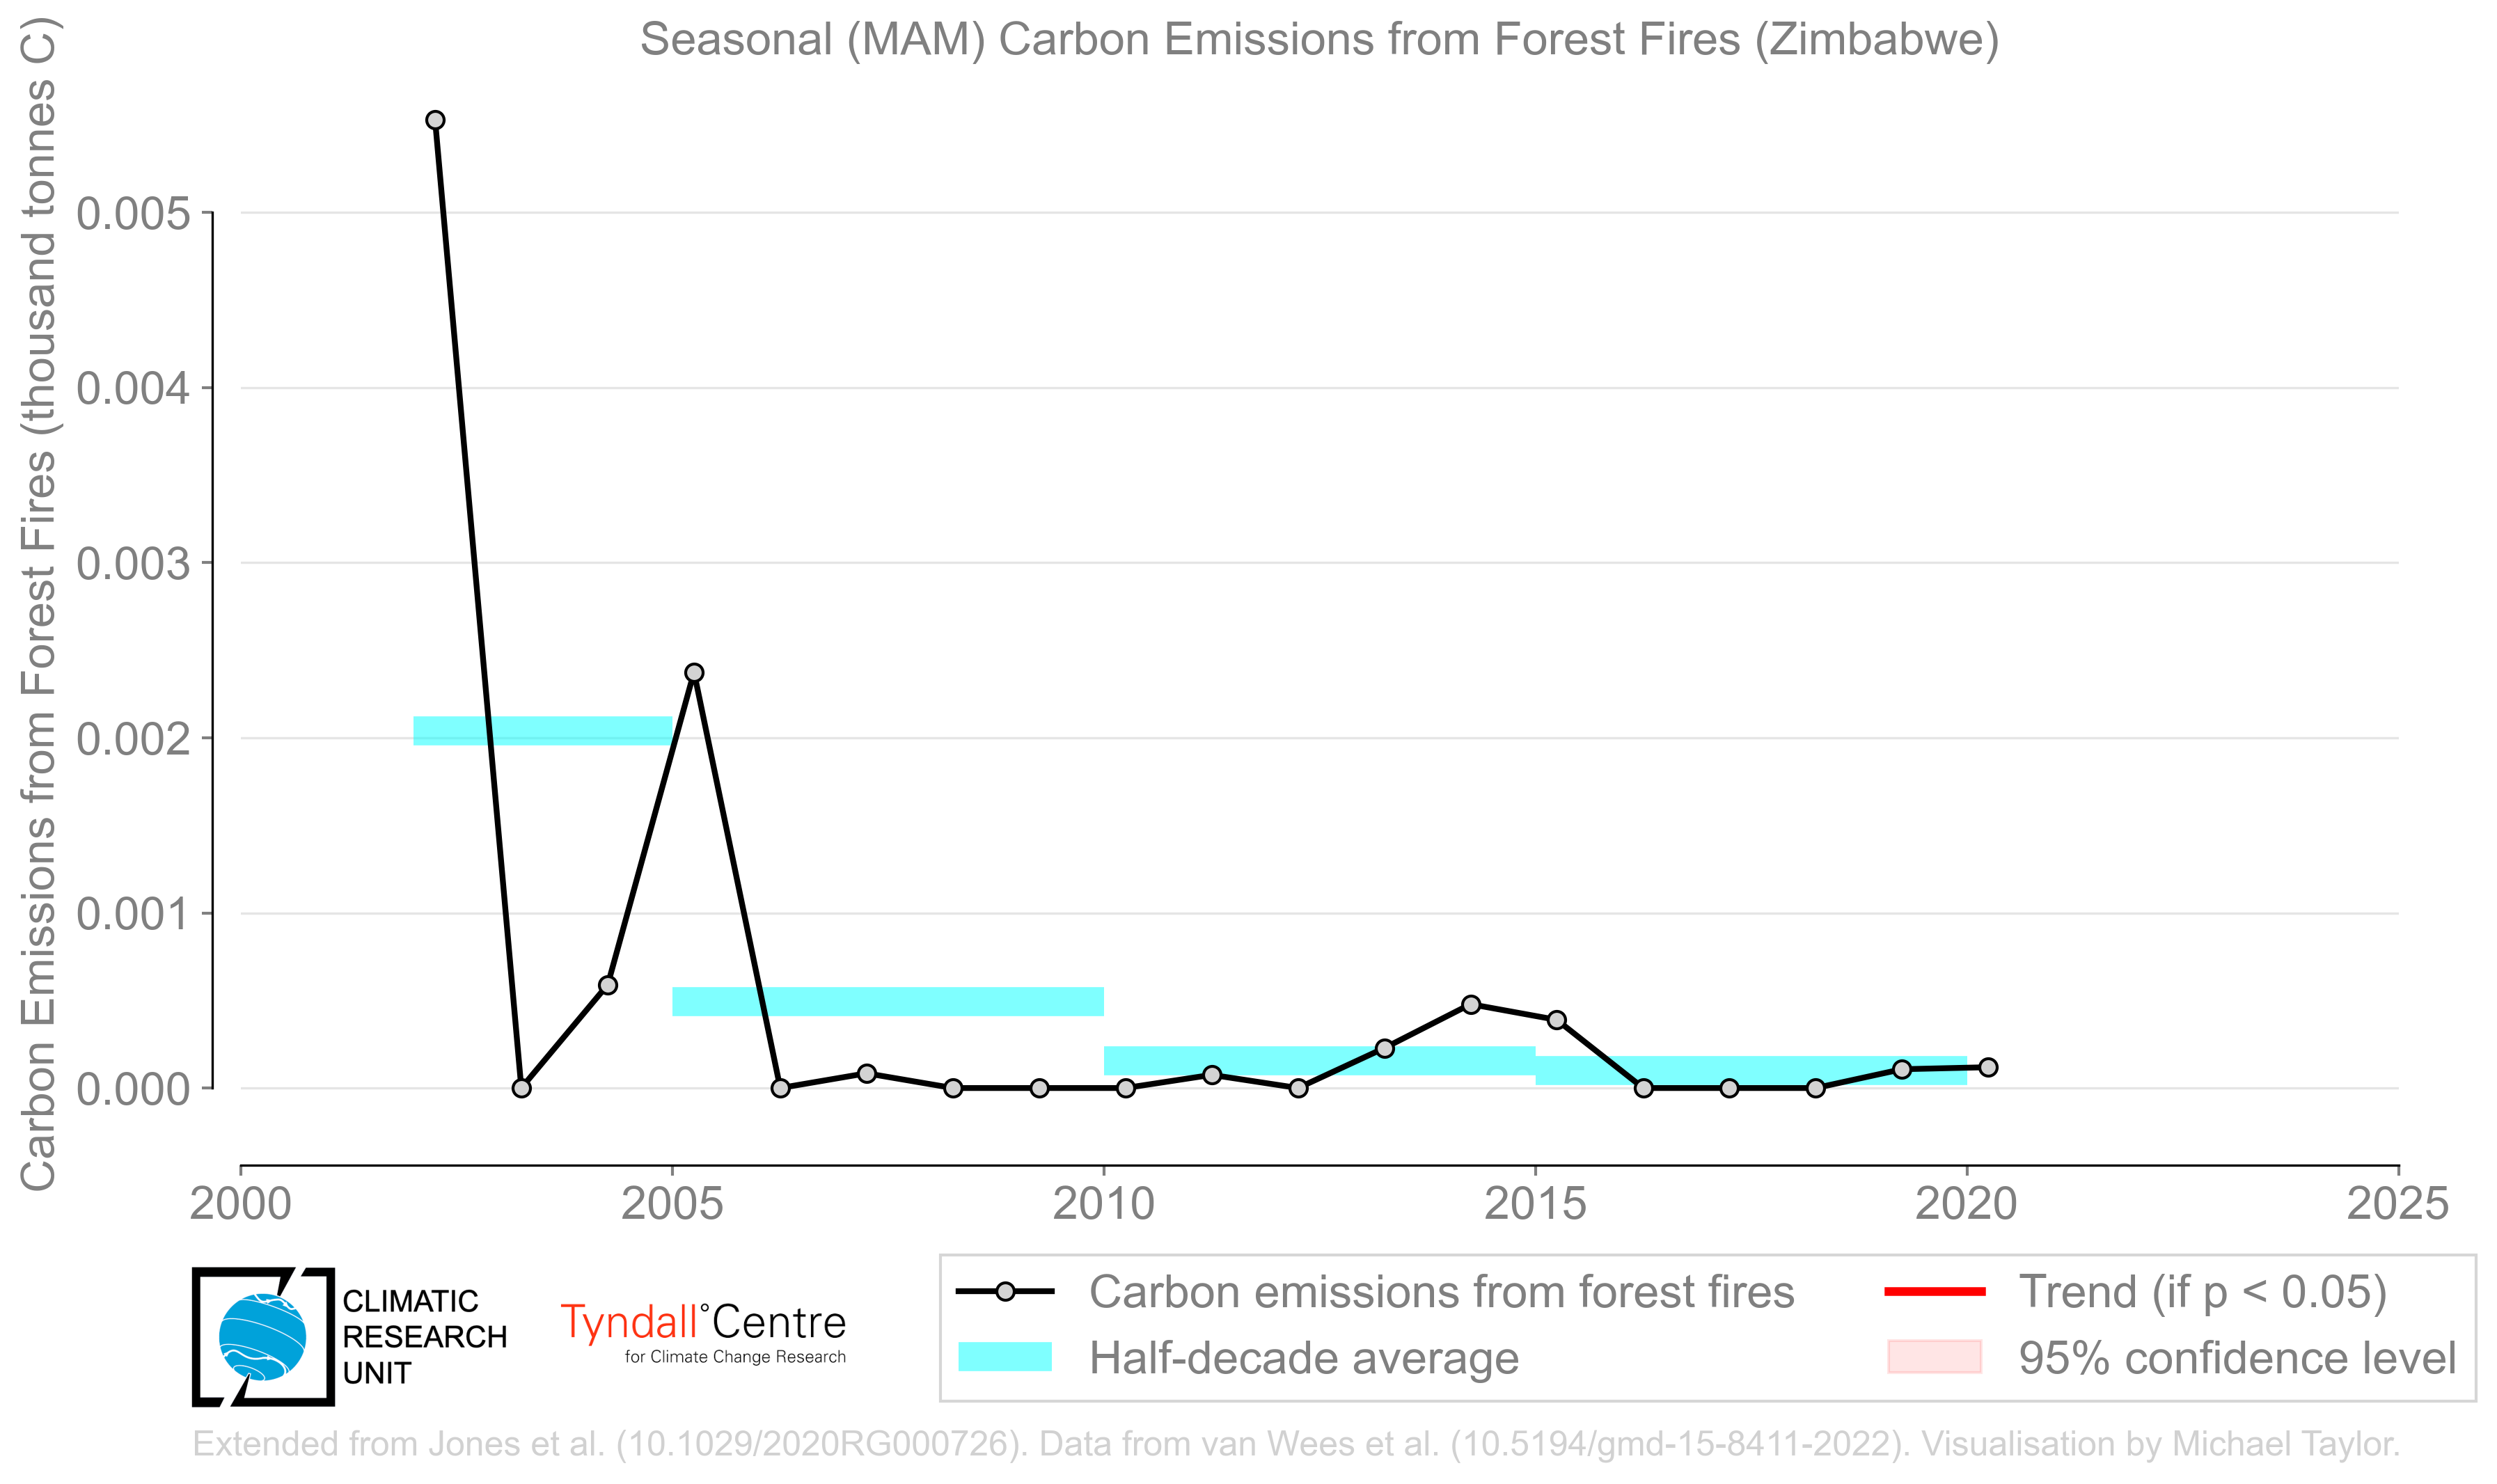 Seasonal (MAM) Carbon Emissions from Forest Fires (Zimbabwe)
Carbon Emissions from Forest Fires (thousand tonnes C)
0.005
0.004
0.003
0.002
0.001
0.000
2000 2005 2010 2015 2020 2025
CLIMATIC
RESEARCH
UNIT
Tyndall°Centre
for Climate Change Research
Carbon emissions from forest fires
Half-decade average
Trend (if p < 0.05)
95% confidence level
Extended from Jones et al. (10.1029/2020RG000726). Data from van Wees et al. (10.5194/gmd-15-8411-2022). Visualisation by Michael Taylor.